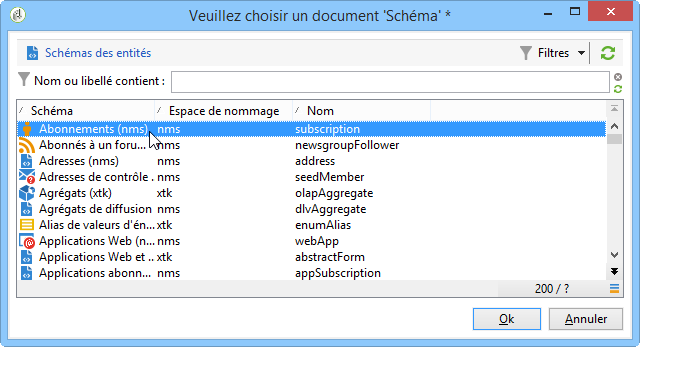 Veuillez choisir un document 'Schéma' *
Schémas des entités
Filtres
Nom ou libellé contient :
Schéma Espace de nommage Nom
Abonnements (nms) nms subscription
Abonnés à un foru... nms newsgroupFollower
Adresses (nms) nms address
Adresses de contrôle . nms seedMember
Agrégats (xtk) xtk olapAggregate
Agrégats de diffusion nms dlvAggregate
Alias de valeurs d'én... xtk enumAlias
Applications Web (n... nms webApp
Applications Web et .. xtk abstractForm
Applications abonn... nms appSubscription
200 / ?
Ok Annuler